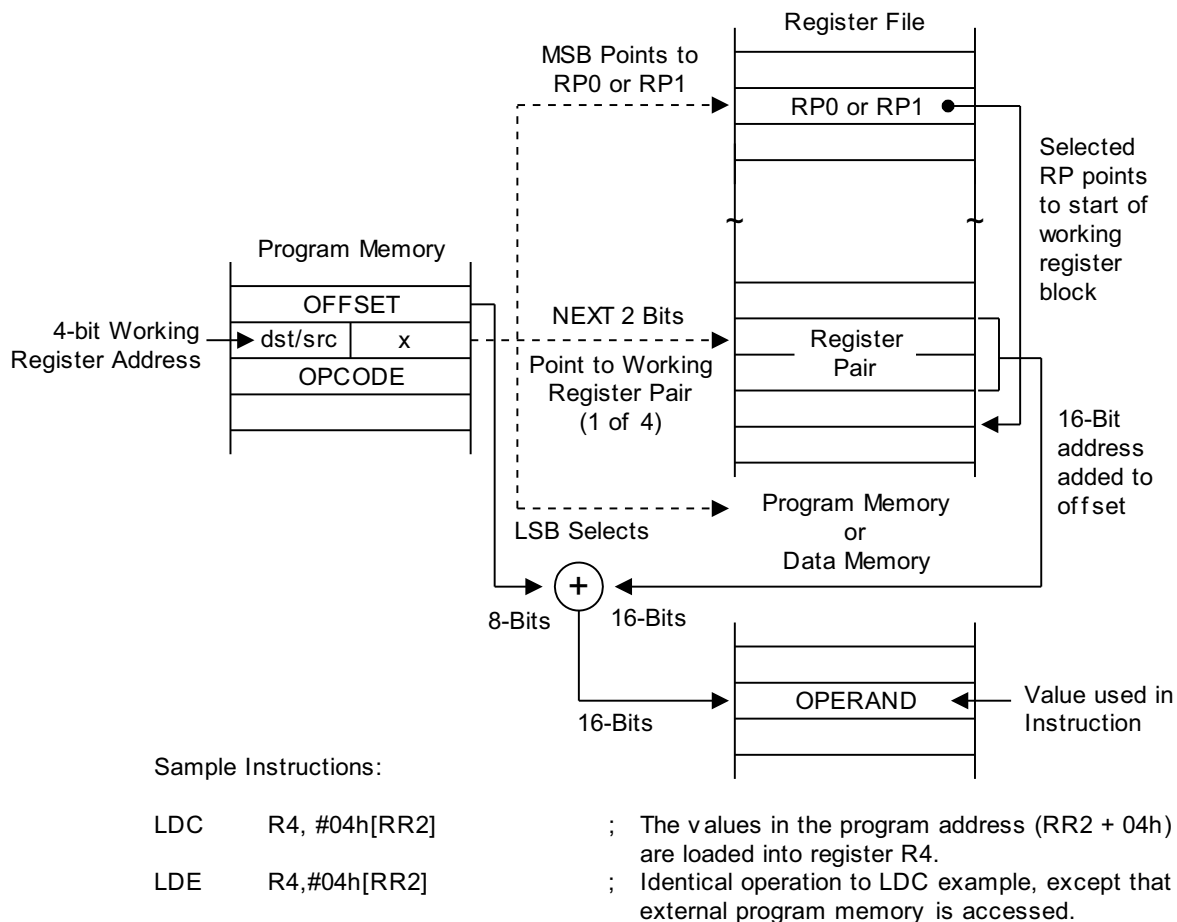 Register File
MSB Points to
RP0 or RP1
RP0 or RP1
Selected
RP points
to start of
working
register
block
Program Memory
OFFSET
4-bit Working
Register Address
dst/src
x
OPCODE
NEXT 2 Bits
Point to Working
Register Pair
(1 of 4)
Register
Pair
16-Bit
address
added to
offset
LSB Selects
Program Memory
or
Data Memory
+
8-Bits
16-Bits
16-Bits
OPERAND
Value used in
Instruction
Sample Instructions:
LDC R4, #04h[RR2] ; The values in the program address (RR2 + 04h)
are loaded into register R4.
LDE R4,#04h[RR2] ; Identical operation to LDC example, except that
external program memory is accessed.